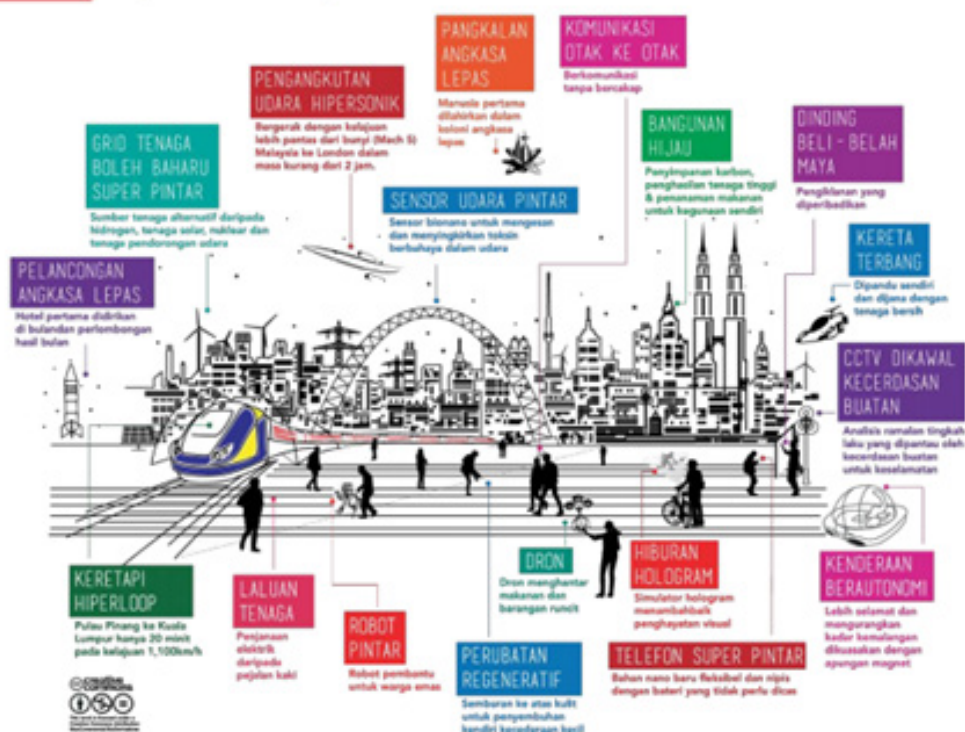 PANGKALAN
ANGKASA
LEPAS
Manusia pertama
dilahirkan dalam
koloni angkasa
lepas
KOMUNIKASI
OTAK KE OTAK
Berkomunikasi
tanpa bercakap
PENGANGKUTAN
UDARA HIPERSONIK
Bergerak dengan kelajuan
lebih pantas dari bunyi (Mach 5)
Malaysia ke London dalam
masa kurang dari 2 jam.
GRID TENAGA
BOLEH BAHARU
SUPER PINTAR
Sumber tenaga alternatif daripada
hidrogen, tenaga solar, nuklear dan
tenaga pendorongan udara
SENSOR UDARA PINTAR
Sensor bionano untuk mengesan
dan menyingkirkan toksin
berbahaya dalam udara
BANGUNAN
HIJAU
Penyimpanan karbon,
penghasilan tenaga tinggi
& penanaman makanan
untuk kegunaan sendiri
DINDING
BELI - BELAH
MAYA
Pengiklanan yang
diperibadikan
KERETA
TERBANG
Dipandu sendiri
dan dijana dengan
tenaga bersih
PELANCONGAN
ANGKASA LEPAS
Hotel pertama didirikan
di bulandan perlombongan
hasil bulan
CCTV DIKAWAL
KECERDASAN
BUATAN
Analisis ramalan tingkah
laku yang dipantau oleh
kecerdasan buatan
untuk keselamatan
KERETAPI
HIPERLOOP
Pulau Pinang ke Kuala
Lumpur hanya 20 minit
pada kelajuan 1,100km/h
LALUAN
TENAGA
Penjanaan
elektrik
daripada
pejalan kaki
ROBOT
PINTAR
Robot pembantu
untuk warga emas
PERUBATAN
REGENERATIF
Semburan ke atas kulit
untuk penyembuhan
kendiri kecederaan kecil
DRON
Dron menghantar
makanan dan
barangan runcit
HIBURAN
HOLOGRAM
Simulator hologram
menambahbaik
penghayatan visual
TELEFON SUPER PINTAR
Bahan nano baru fleksibel dan nipis
dengan bateri yang tidak perlu dicas
KENDERAAN
BERAUTONOMI
Lebih selamat dan
mengurangkan
kadar kemalangan
dikuasakan dengan
apungan magnet
creative
commons